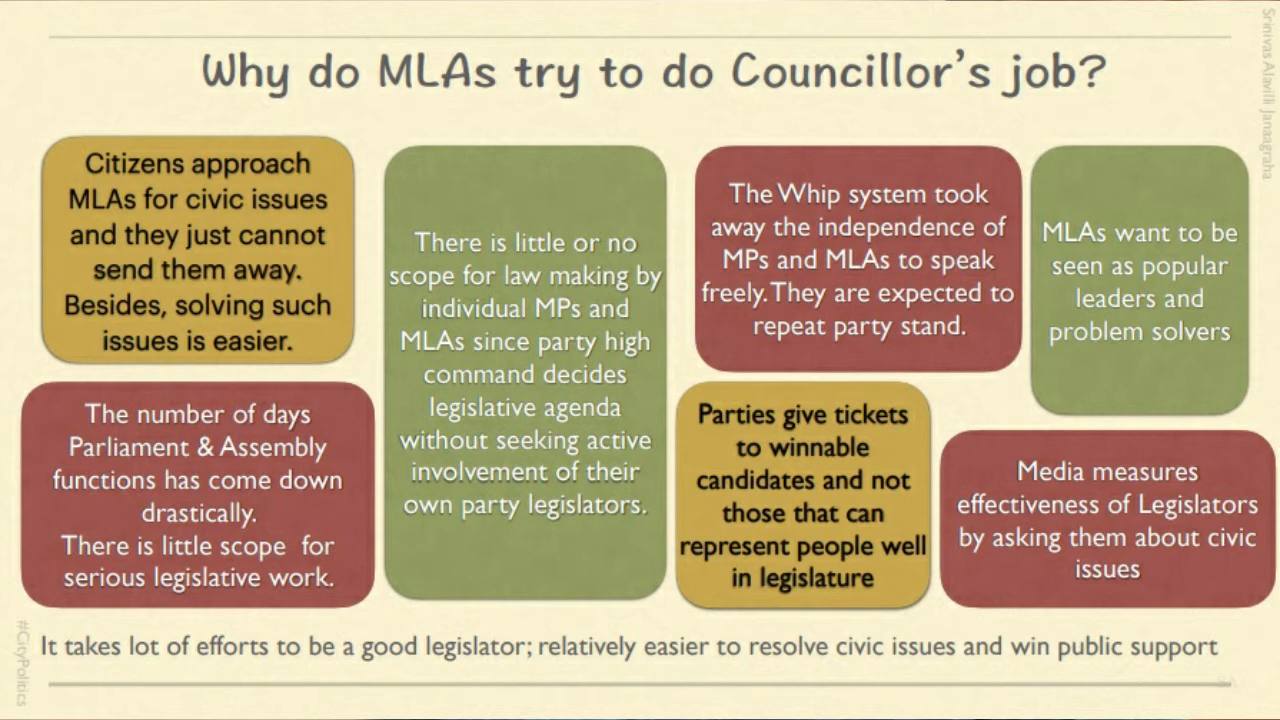 Why do MLAs try to do Councillor's job?
Citizens approach
MLAs for civic issues
and they just cannot
send them away.
Besides, solving such
issues is easier.
The number of days
Parliament & Assembly
functions has come down
drastically.
There is little scope for
serious legislative work.
There is little or no
scope for law making by
individual MPs and
MLAs since party high
command decides
legislative agenda
without seeking active
involvement of their
own party legislators.
The Whip system took
away the independence of
MPs and MLAs to speak
freely. They are expected to
repeat party stand.
Parties give tickets
to winnable
candidates and not
those that can
represent people well
in legislature
MLAs want to be
seen as popular
leaders and
problem solvers
Media measures
effectiveness of Legislators
by asking them about civic
issues
It takes lot of efforts to be a good legislator; relatively easier to resolve civic issues and win public support
#CityPolitics
Srinivas Alavilli Janaagraha